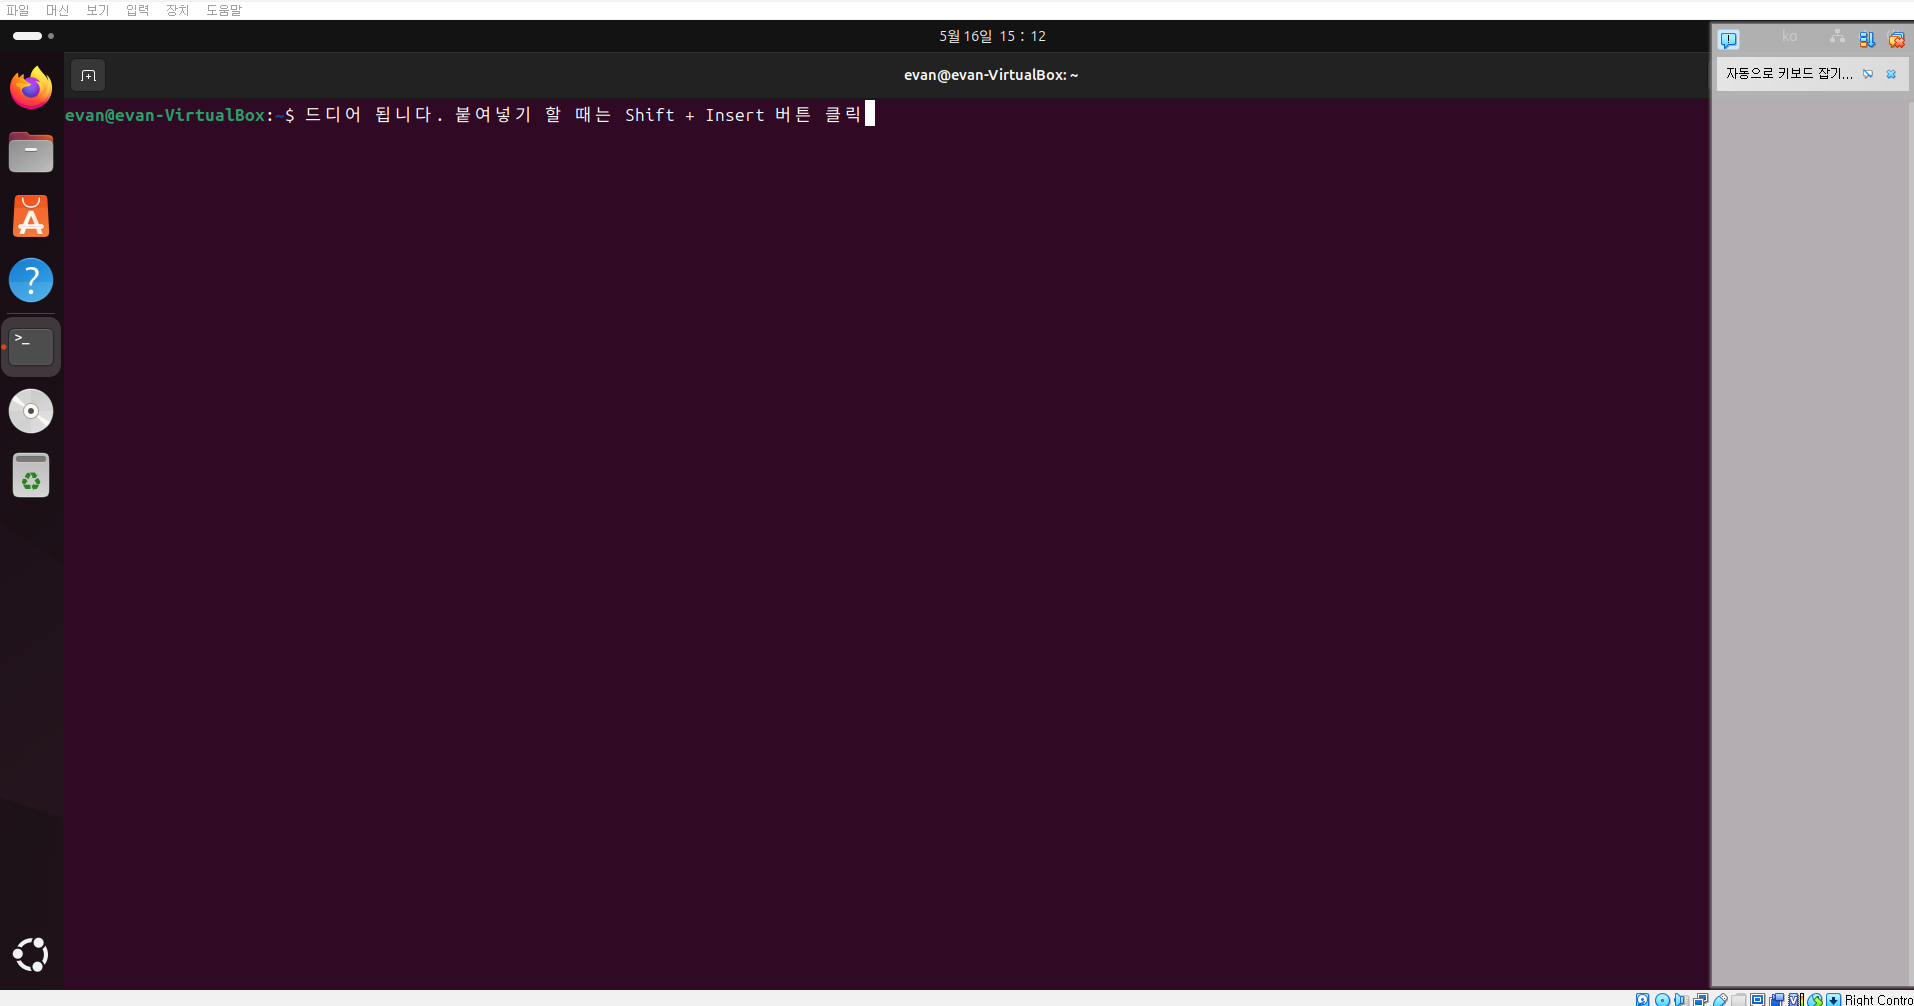 파일 머신 보기 입력 장치 도움말
5월 16일 15 : 12
ko
evan@evan-VirtualBox: ~
자동으로 키보드 잡기...
evan@evan-VirtualBox:~$ 드디어 됩니다. 붙여넣기 할 때는 Shift + Insert 버튼 클릭
>_
Right Contro